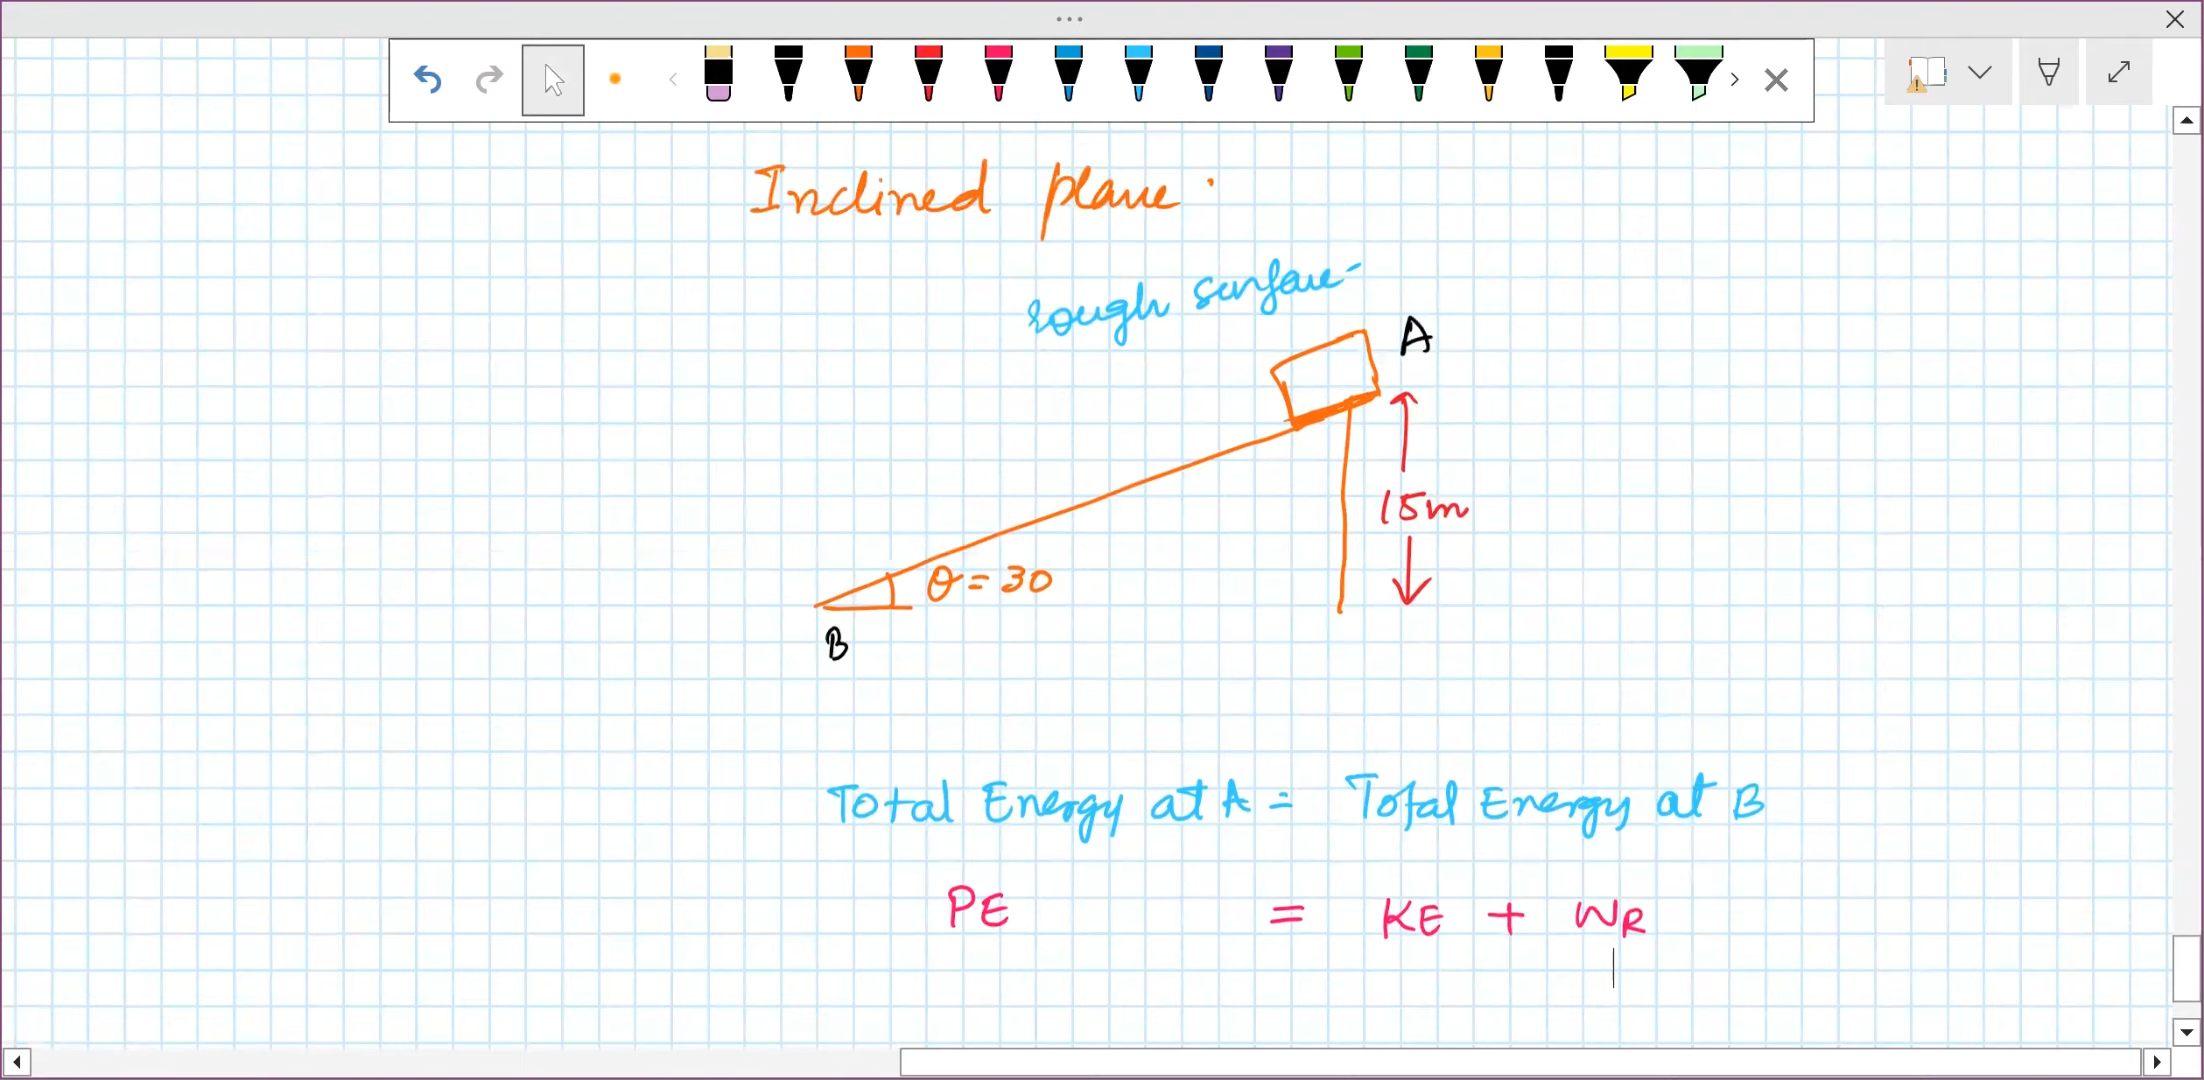 Inclined plane.
rough surface
A
15m
θ = 30
B
Total Energy at A = Total Energy at B
PE = KE + WR